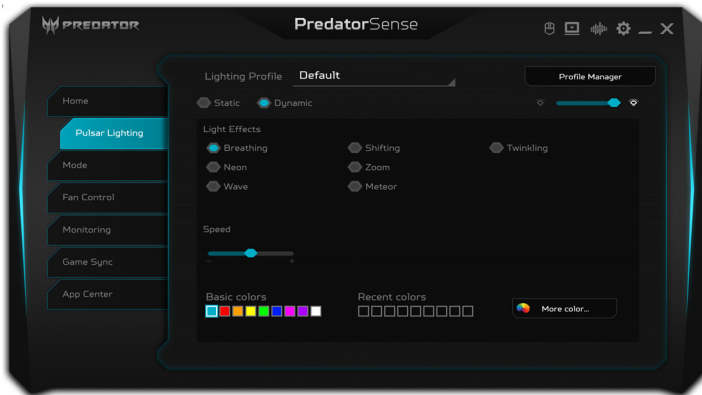 PREDATOR
PredatorSense
Lighting Profile Default
Profile Manager
Home
Static Dynamic
Pulsar Lighting
Light Effects
Breathing Shifting Twinkling
Mode
Neon Zoom
Wave Meteor
Fan Control
Monitoring
Speed
Game Sync
App Center
Basic colors Recent colors
More color...